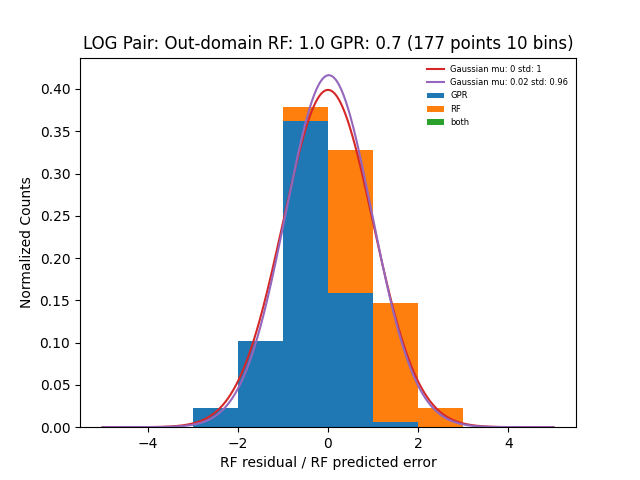 LOG Pair: Out-domain RF: 1.0 GPR: 0.7 (177 points 10 bins)
Gaussian mu: 0 std: 1
Gaussian mu: 0.02 std: 0.96
GPR
RF
both
0.40
0.35
0.30
0.25
0.20
0.15
0.10
0.05
0.00
Normalized Counts
−4
−2
0
2
4
RF residual / RF predicted error